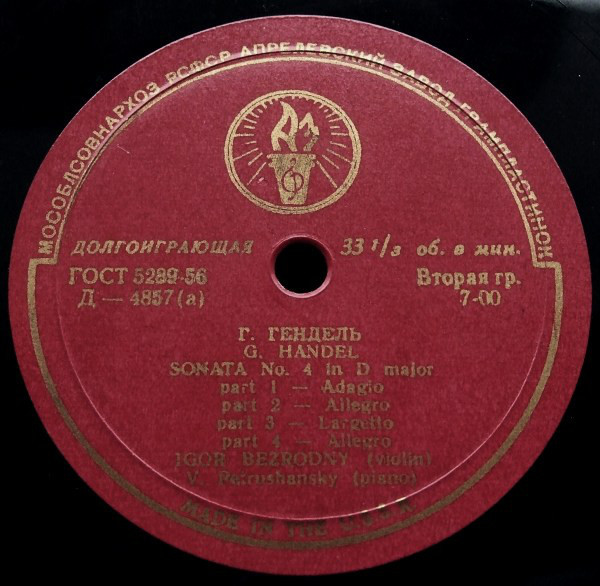 МОСОБЛСОВНАРХОЗ РСФСР АПРЕЛЕВСКИЙ ЗАВОД ГРАМПЛАСТИНОК
ДОЛГОИГРАЮЩАЯ 33 1/3 об. в мин.
ГОСТ 5289-56 Вторая гр.
Д — 4857 (а) 7-00
Г. ГЕНДЕЛЬ
G. HANDEL
SONATA No. 4 in D major
part 1 — Adagio
part 2 — Allegro
part 3 — Largetto
part 4 — Allegro
IGOR BEZRODNY (violin)
V. Petrushansky (piano)
MADE IN THE USSR